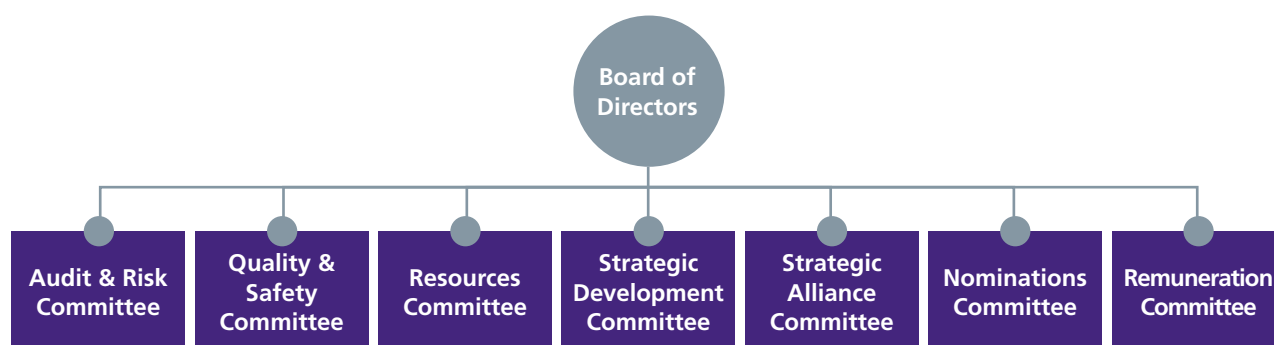 Board of
Directors
Audit & Risk
Committee
Quality &
Safety
Committee
Resources
Committee
Strategic
Development
Committee
Strategic
Alliance
Committee
Nominations
Committee
Remuneration
Committee